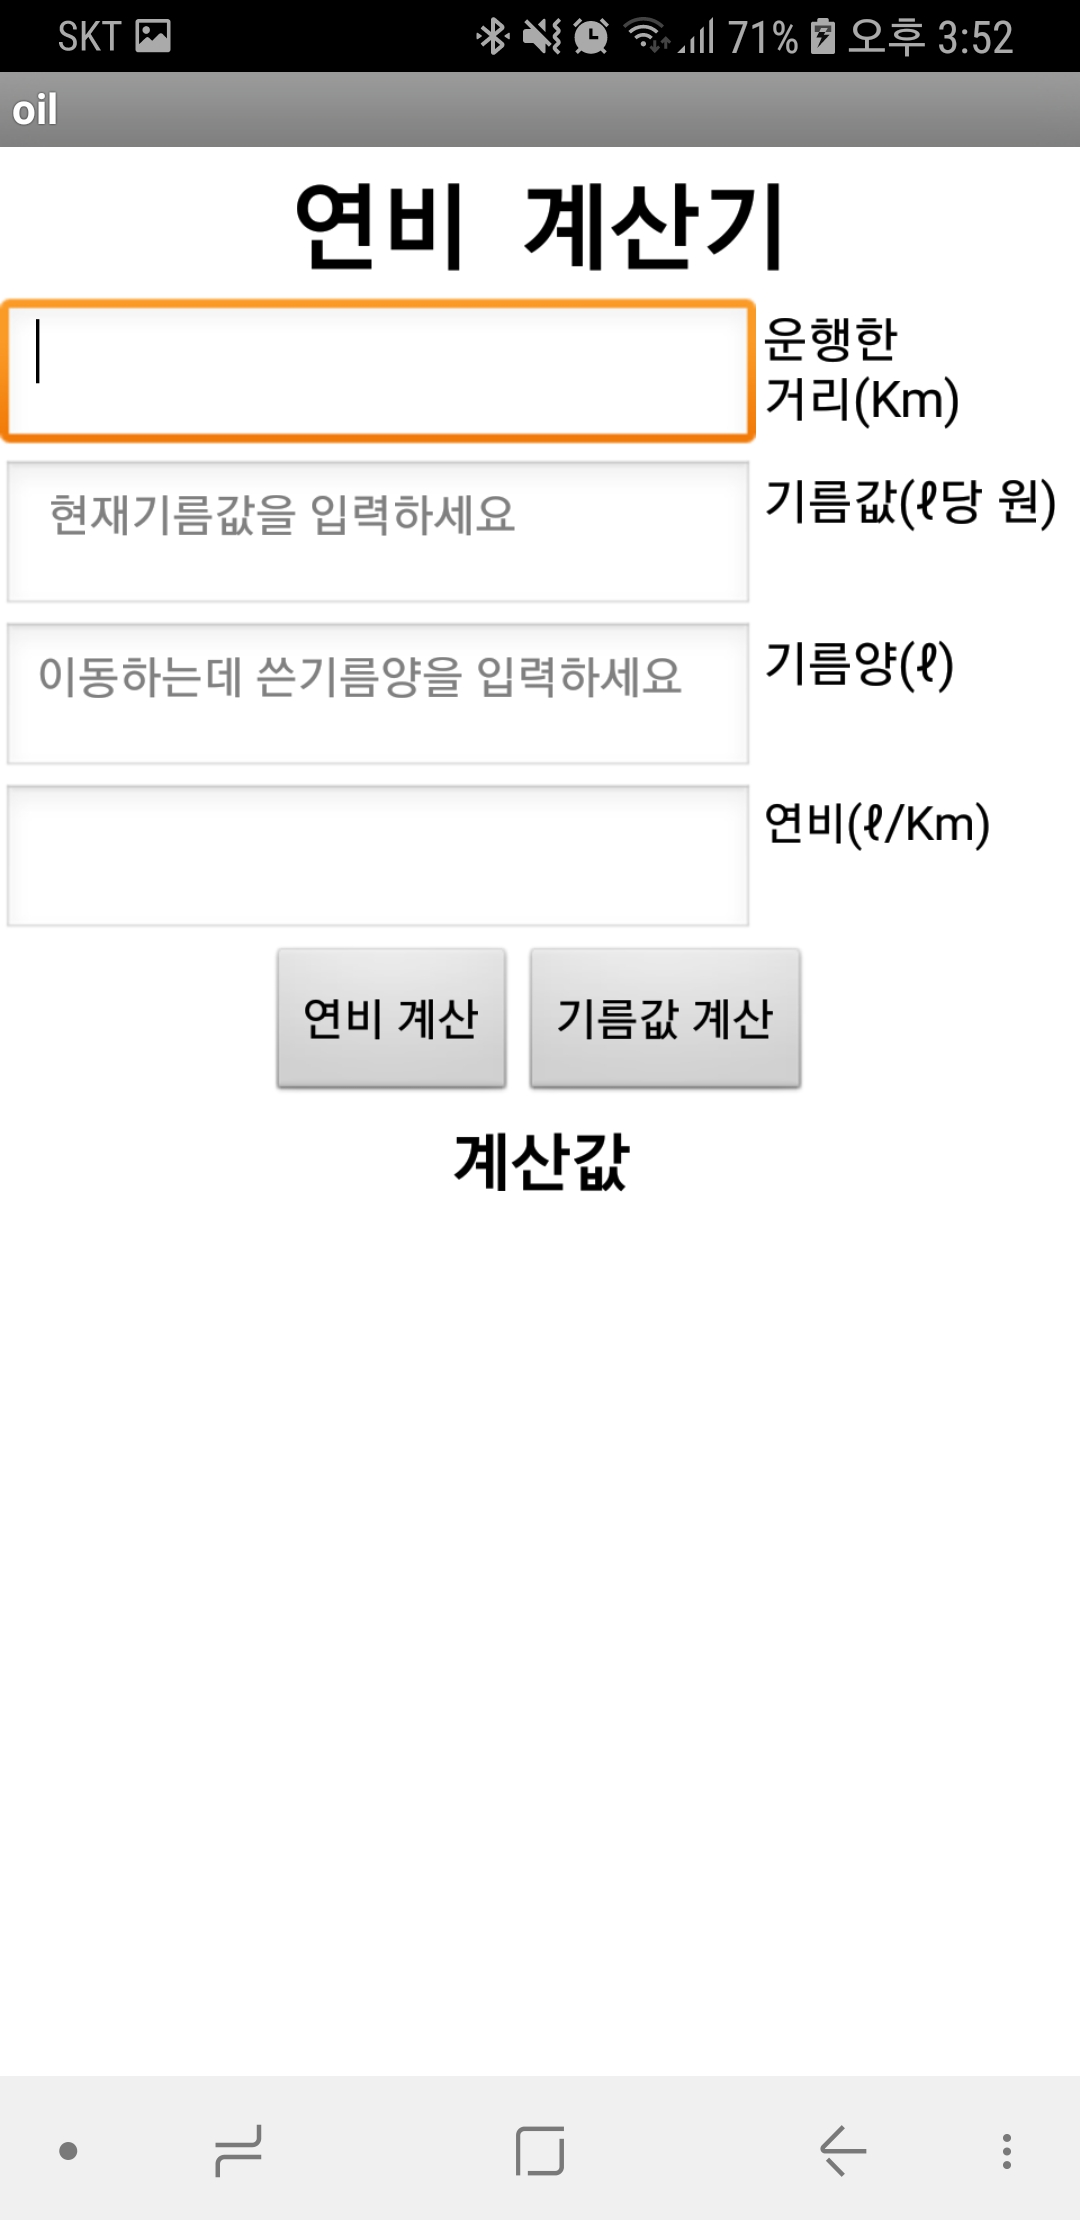 SKT 71% 오후 3:52
oil
연비 계산기
운행한
거리(Km)
현재기름값을 입력하세요 기름값(ℓ당 원)
이동하는데 쓴기름양을 입력하세요 기름양(ℓ)
연비(ℓ/Km)
연비 계산 기름값 계산
계산값